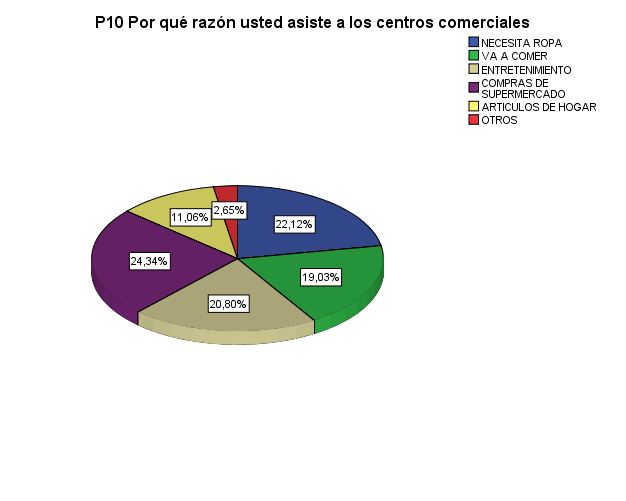 P10 Por qué razón usted asiste a los centros comerciales
NECESITA ROPA
VA A COMER
ENTRETENIMIENTO
COMPRAS DE
SUPERMERCADO
ARTICULOS DE HOGAR
OTROS
2,65%
11,06%
22,12%
24,34%
19,03%
20,80%